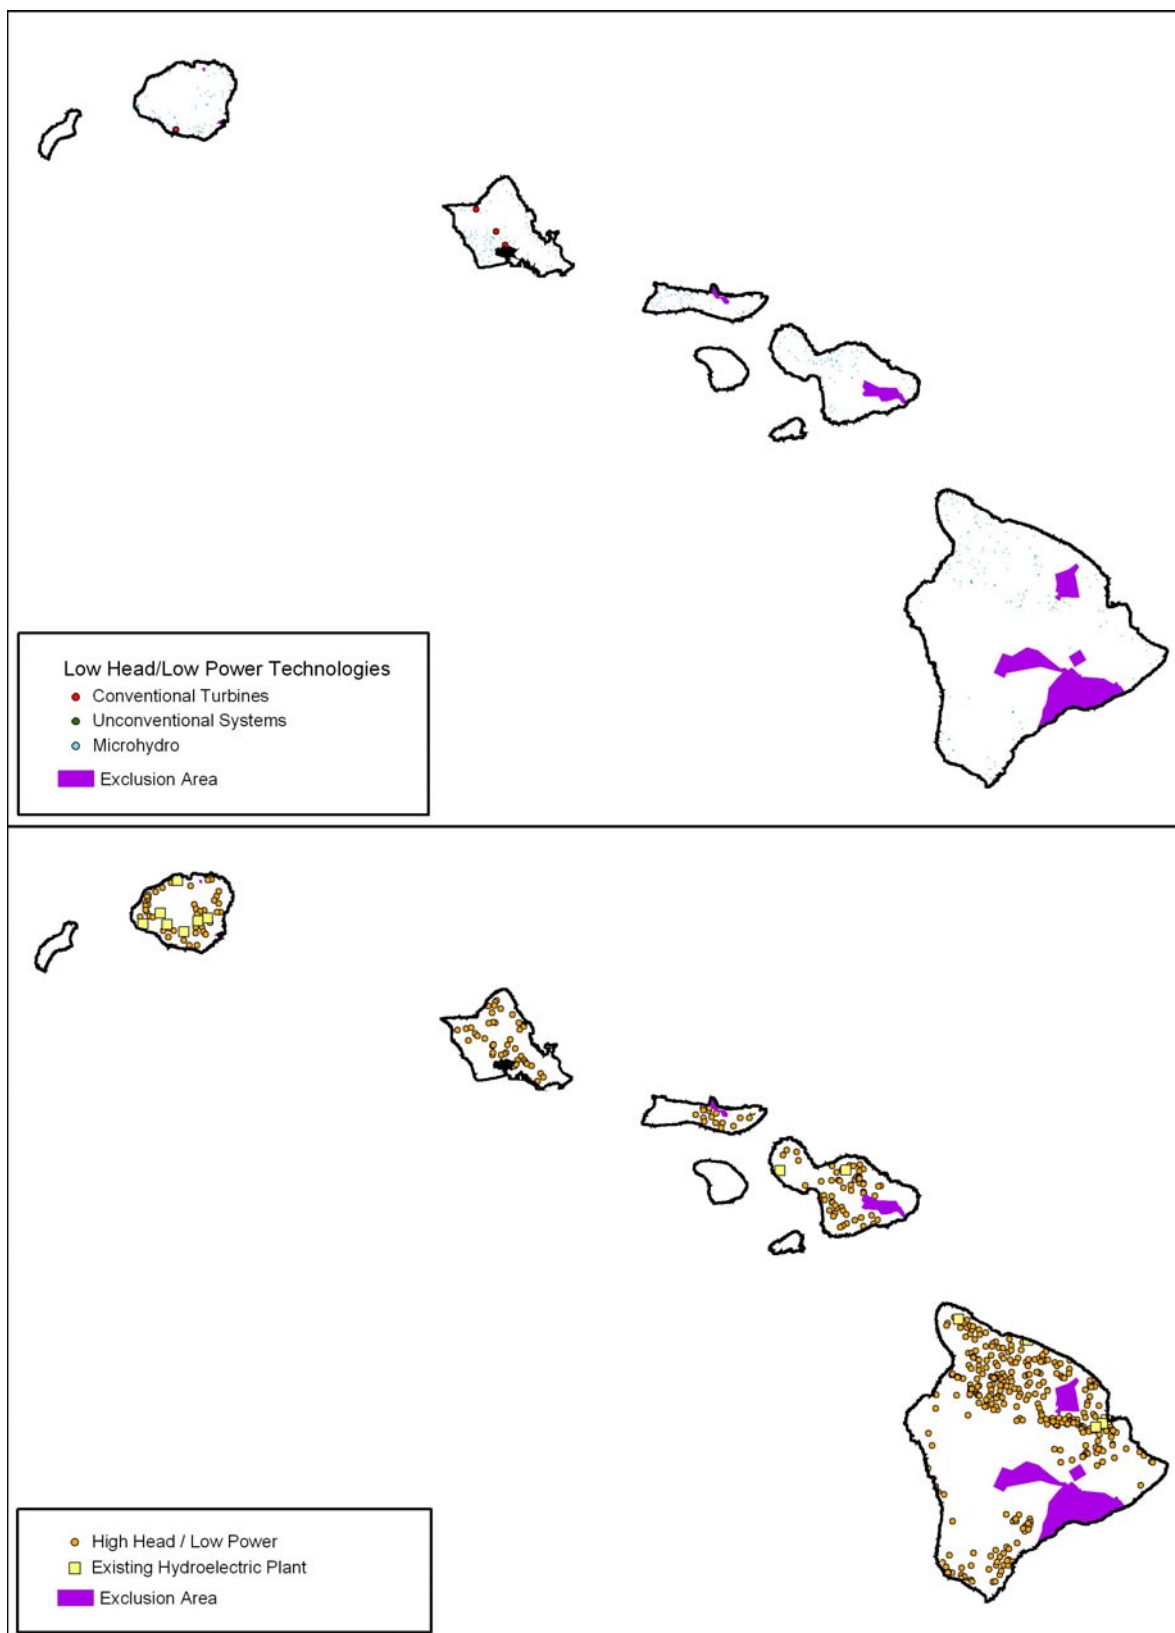 Low Head/Low Power Technologies
Conventional Turbines
Unconventional Systems
Microhydro
Exclusion Area
High Head / Low Power
Existing Hydroelectric Plant
Exclusion Area